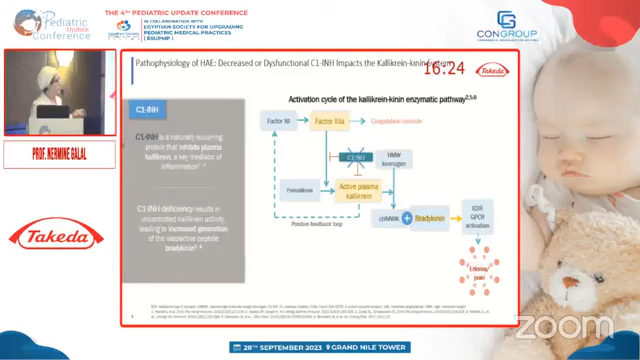 Pediatric
Update
Conference
THE 4TH PEDIATRIC UPDATE CONFERENCE
IN COLLABORATION WITH
EGYPTIAN SOCIETY FOR UPGRADING
PEDIATRIC MEDICAL PRACTICES
(ESUPMP)
CONGROUP
Pathophysiology of HAE: Decreased or Dysfunctional C1-INH Impacts the Kallikrein-kinin System
16:24
Takeda
C1-INH
C1-INH is a naturally occurring
protein that inhibits plasma
kallikrein, a key mediator of
inflammation
C1-INH deficiency results in
uncontrolled kallikrein activity,
leading to increased generation
of the vasoactive peptide
bradykinin
Activation cycle of the kallikrein-kinin enzymatic pathway
Factor XII
Factor XIIa
Coagulation cascade
C1-INH
HMW
kininogen
Prekallikrein
Active plasma
kallikrein
Positive feedback loop
cHMWK
+
Bradykinin
B2R
GPCR
activation
Edema/
pain
PROF. NERMINE GALAL
Takeda
zoom
28TH SEPTEMBER 2023
GRAND NILE TOWER